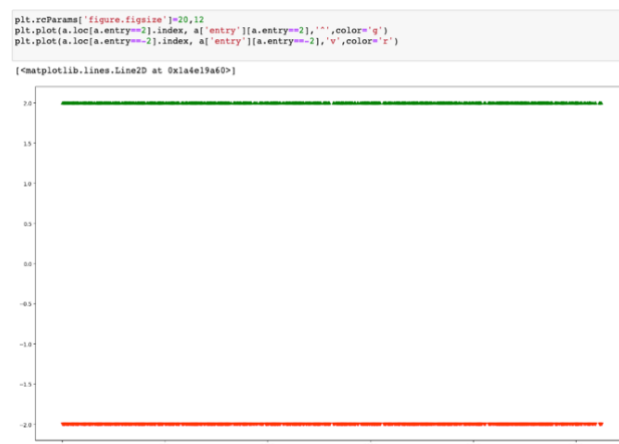 plt.rcParams['figure.figsize']=20,12
plt.plot(a.loc[a.entry==2].index, a['entry'][a.entry==2],'^',color='g')
plt.plot(a.loc[a.entry==-2].index, a['entry'][a.entry==-2],'v',color='r')
[<matplotlib.lines.Line2D at 0x1a4e19a60>]
2.0
1.5
1.0
0.5
0.0
−0.5
−1.0
−1.5
−2.0